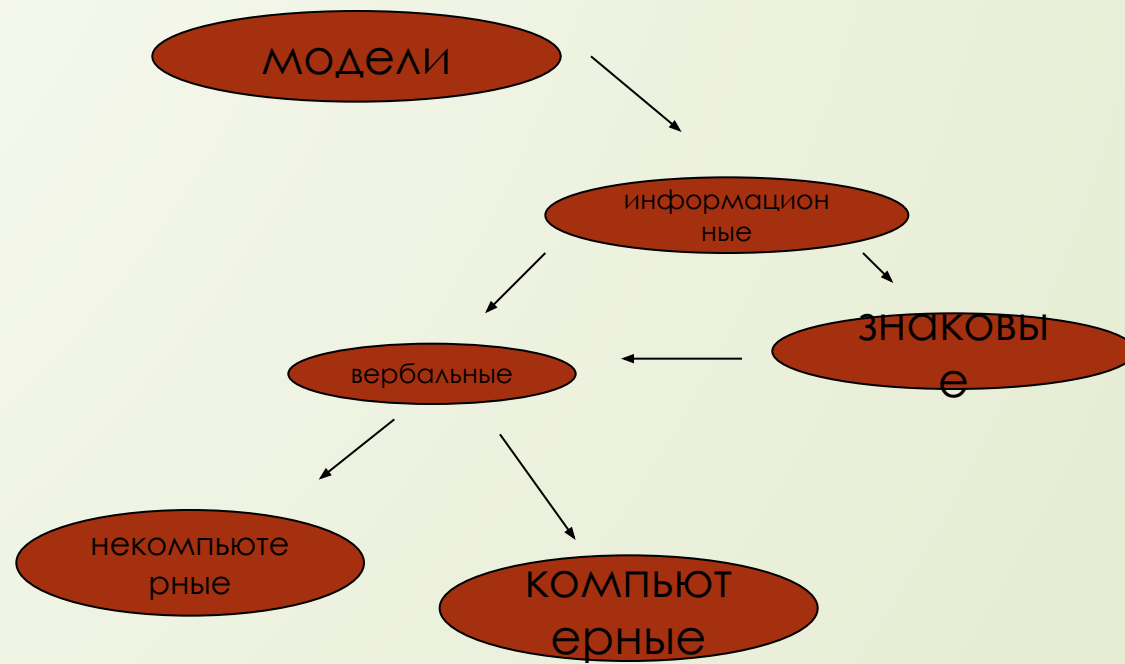 модели
информацион
ные
знаковы
е
вербальные
некомпьюте
рные
компьют
ерные